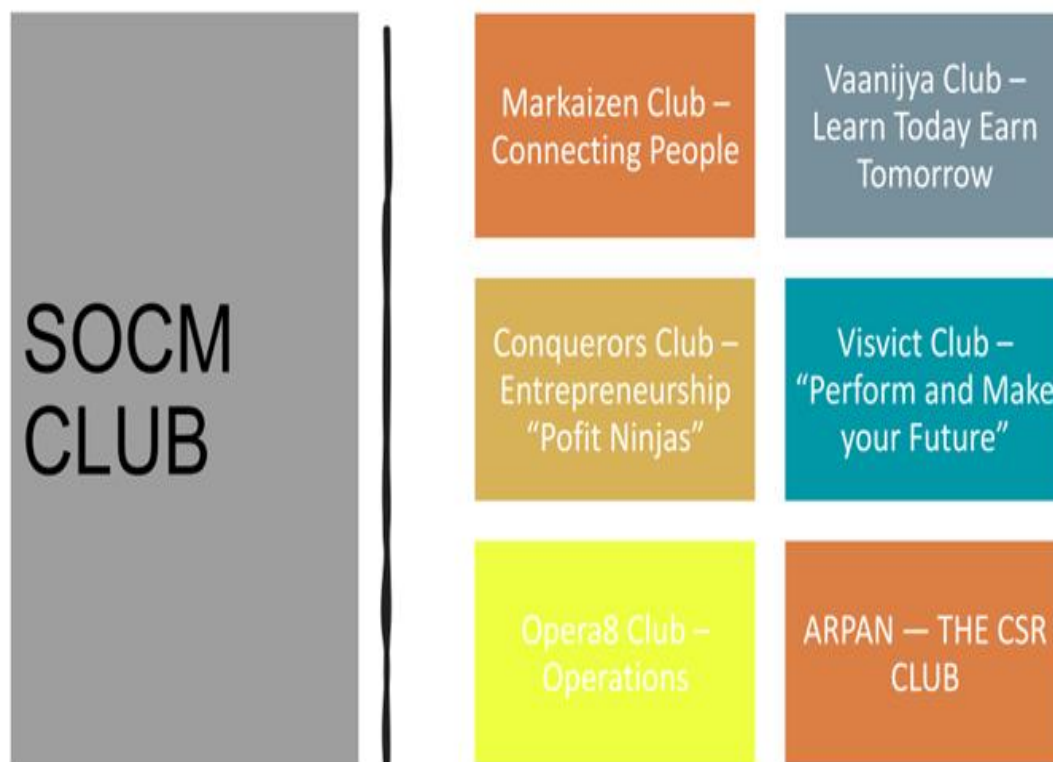 SOCM
CLUB
Markaizen Club –
Connecting People
Vaanijya Club –
Learn Today Earn
Tomorrow
Conquerors Club –
Entrepreneurship
“Pofit Ninjas”
Visvict Club –
“Perform and Make
your Future”
Opera8 Club –
Operations
ARPAN — THE CSR
CLUB